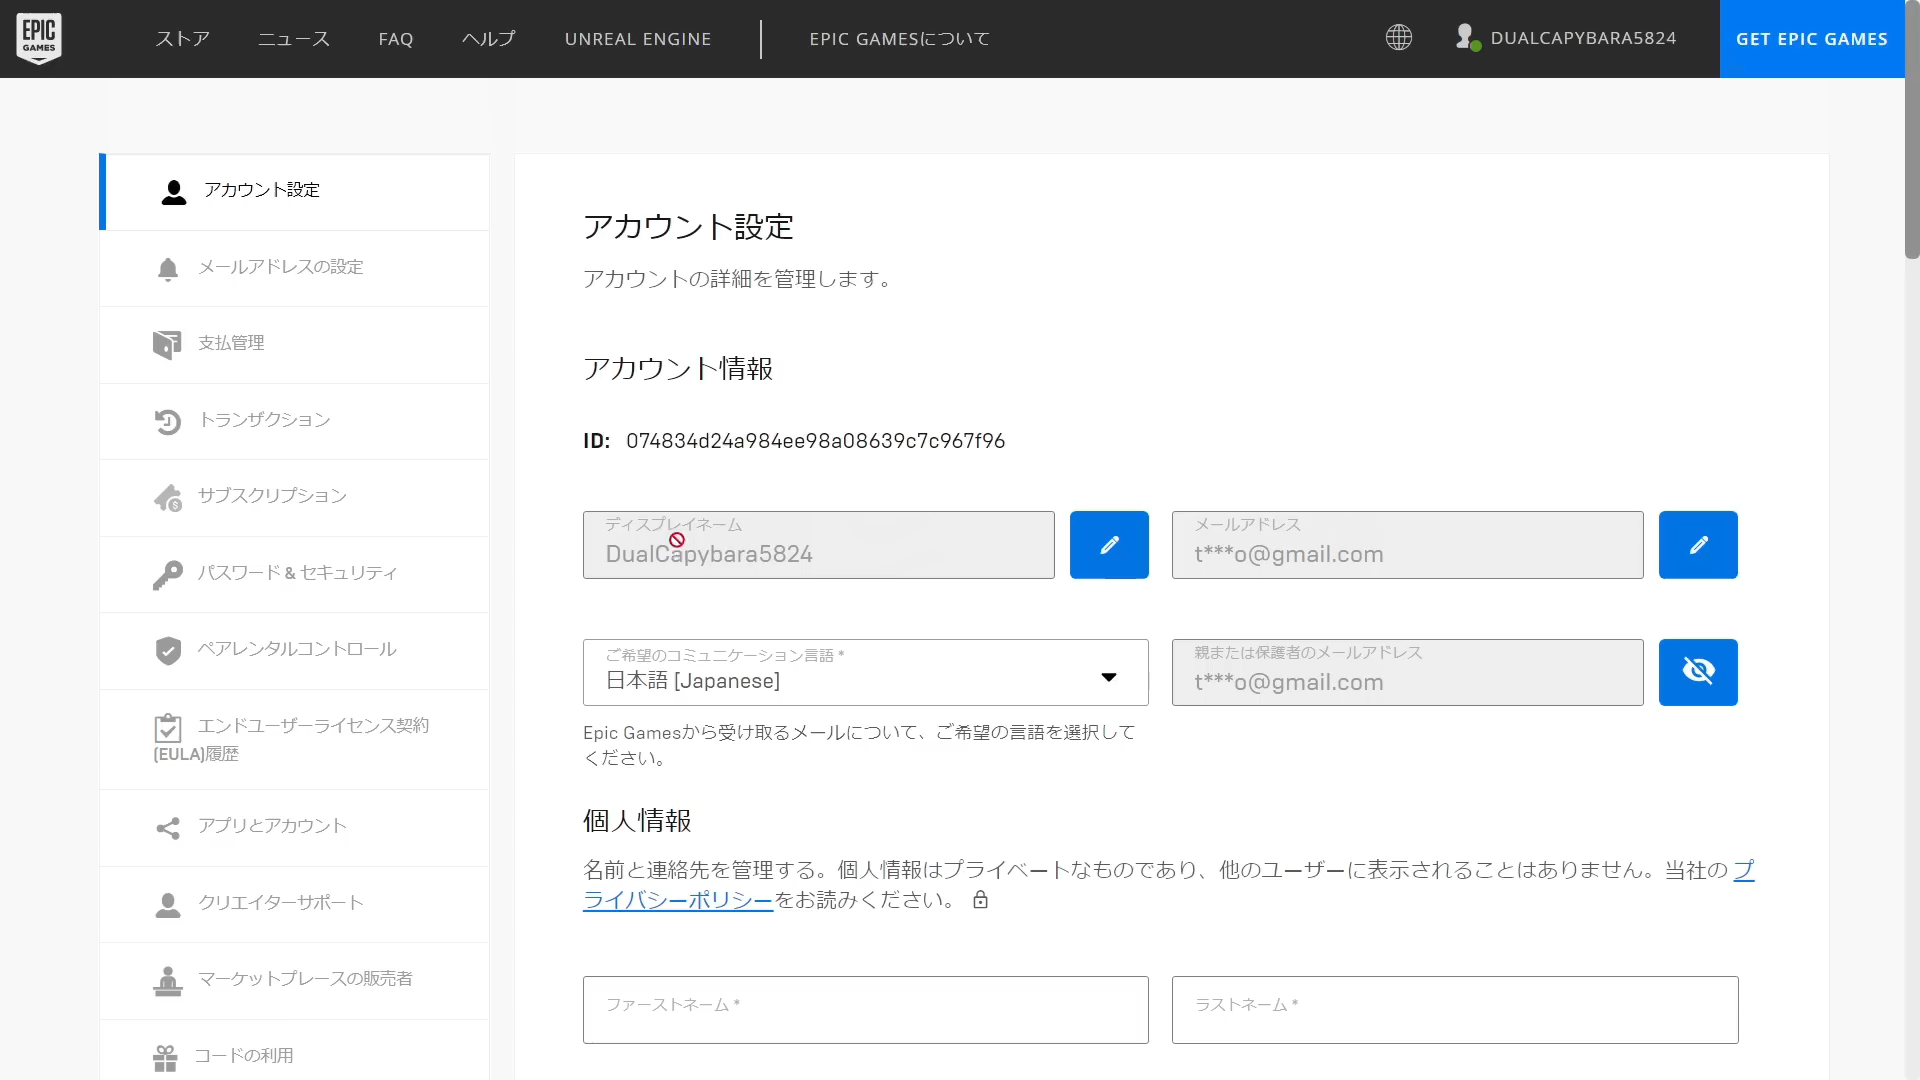 EPIC
GAMES
ストア
ニュース
FAQ
ヘルプ
UNREAL ENGINE
EPIC GAMESについて
DUALCAPYBARA5824
GET EPIC GAMES
アカウント設定
メールアドレスの設定
支払管理
トランザクション
サブスクリプション
パスワード & セキュリティ
ペアレンタルコントロール
エンドユーザーライセンス契約
(EULA)履歴
アプリとアカウント
クリエイターサポート
マーケットプレースの販売者
コードの利用
アカウント設定
アカウントの詳細を管理します。
アカウント情報
ID: 074834d24a984ee98a08639c7c967f96
ディスプレイネーム
DualCapybara5824
メールアドレス
t***o@gmail.com
ご希望のコミュニケーション言語 *
日本語 [Japanese]
親または保護者のメールアドレス
t***o@gmail.com
Epic Gamesから受け取るメールについて、ご希望の言語を選択して
ください。
個人情報
名前と連絡先を管理する。個人情報はプライベートなものであり、他のユーザーに表示されることはありません。当社の プ
ライバシーポリシーをお読みください。
ファーストネーム *
ラストネーム *